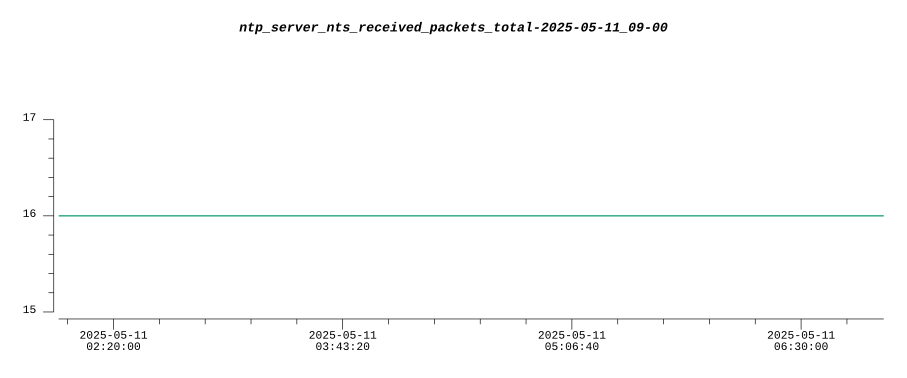 ntp_server_nts_received_packets_total-2025-05-11_09-00
17
16
15
2025-05-11 2025-05-11 2025-05-11 2025-05-11
02:20:00 03:43:20 05:06:40 06:30:00